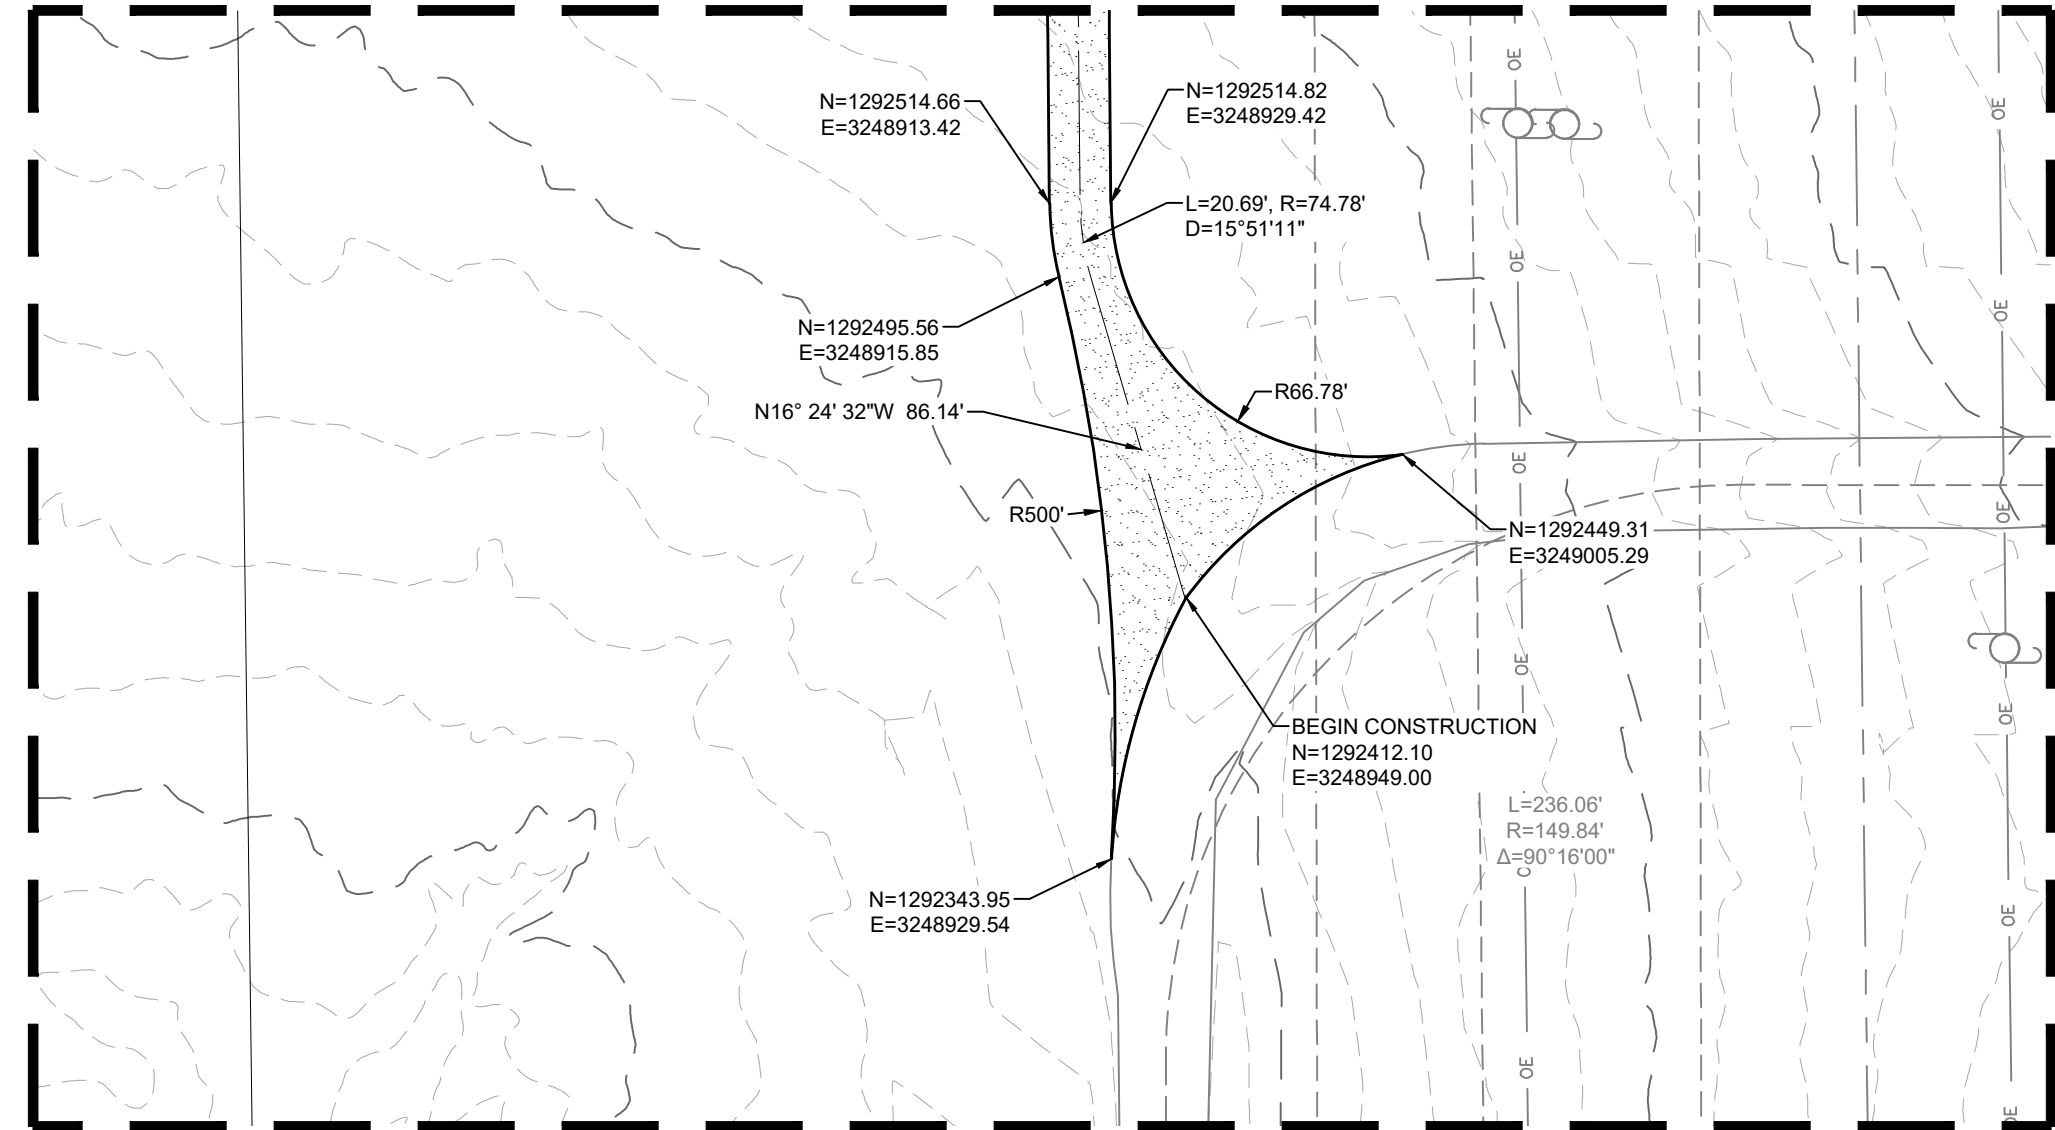 N=1292514.66
E=3248913.42
N=1292514.82
E=3248929.42
L=20.69', R=74.78'
D=15°51'11"
N=1292495.56
E=3248915.85
N16° 24' 32"W 86.14'
R66.78'
R500'
N=1292449.31
E=3249005.29
BEGIN CONSTRUCTION
N=1292412.10
E=3248949.00
L=236.06'
R=149.84'
Δ=90°16'00"
N=1292343.95
E=3248929.54
OE
OE
OE
OE
OE
OE
OE
OE
OE
OE